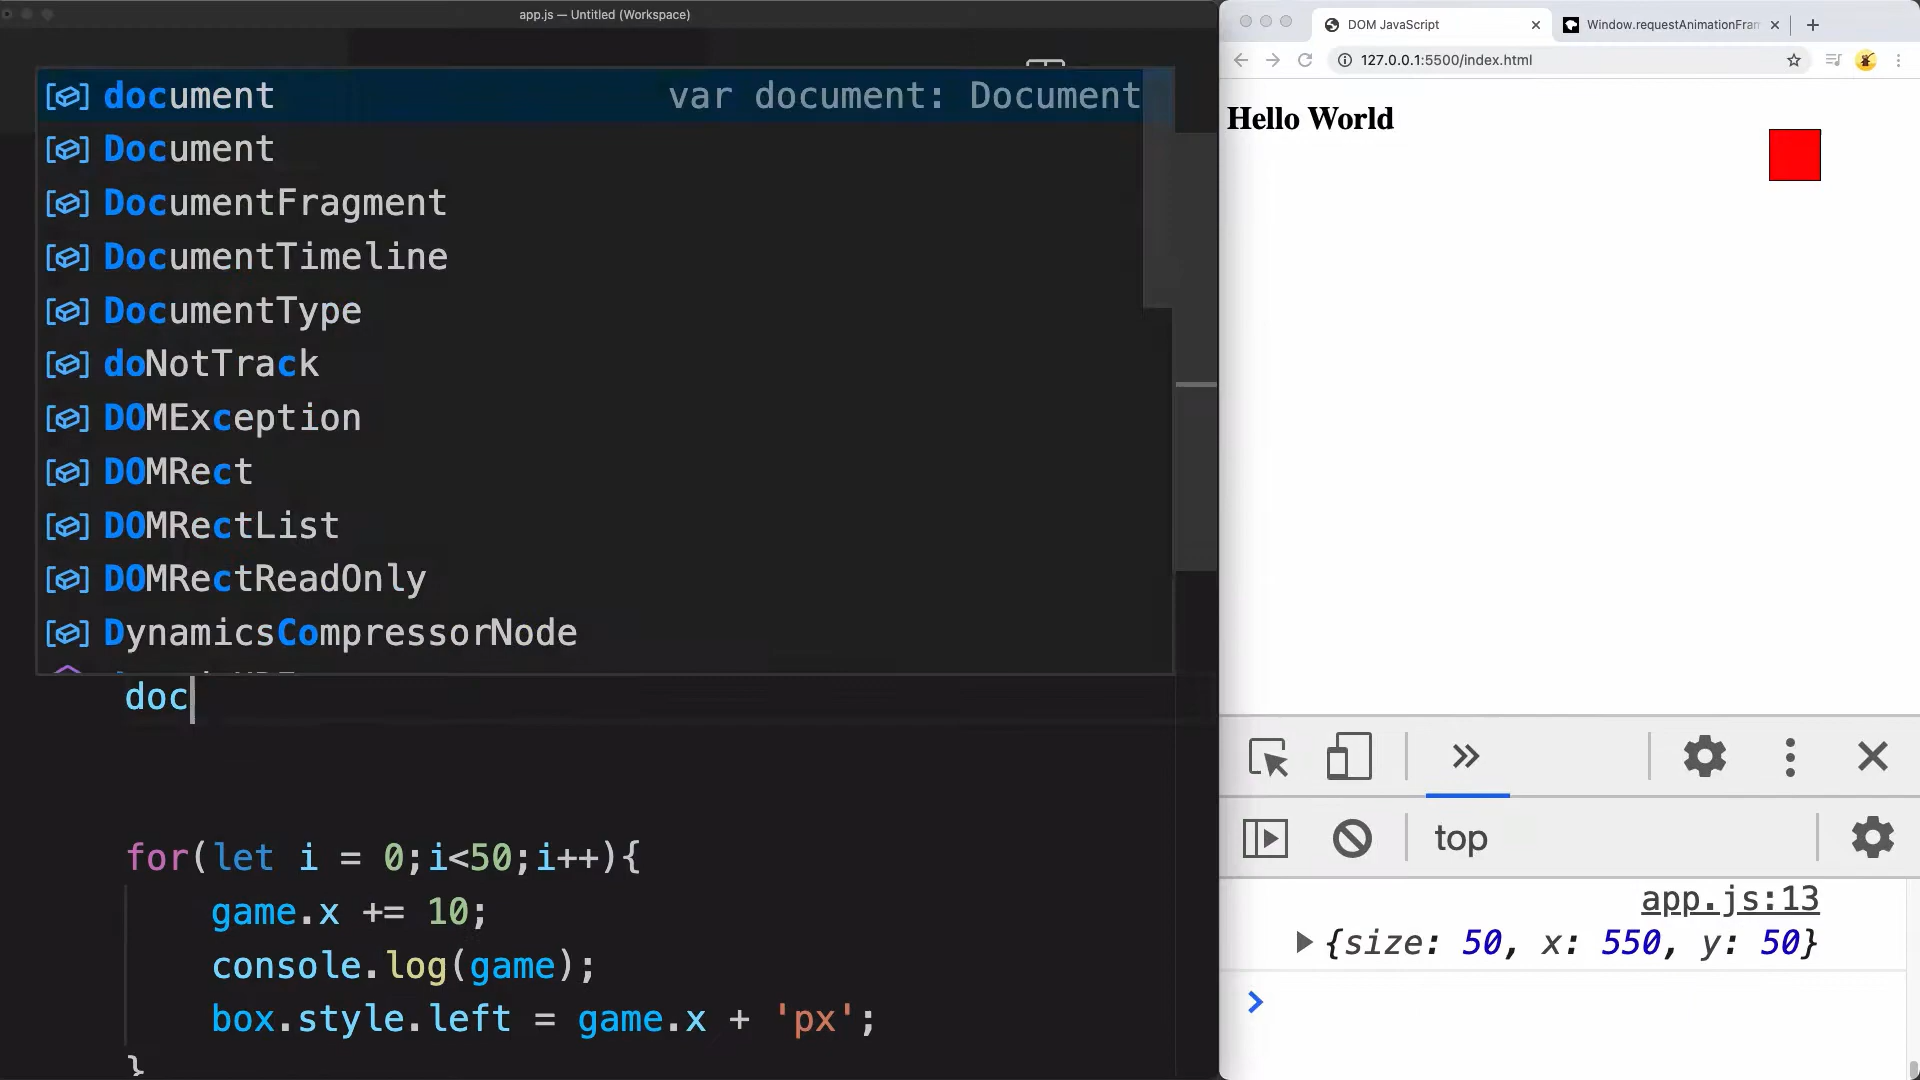 app.js — Untitled (Workspace)
document var document: Document
Document
DocumentFragment
DocumentTimeline
DocumentType
doNotTrack
DOMException
DOMRect
DOMRectList
DOMRectReadOnly
DynamicsCompressorNode
doc
for(let i = 0;i<50;i++){
game.x += 10;
console.log(game);
box.style.left = game.x + 'px';
}
DOM JavaScript
Window.requestAnimationFram
127.0.0.1:5500/index.html
Hello World
top
app.js:13
{size: 50, x: 550, y: 50}